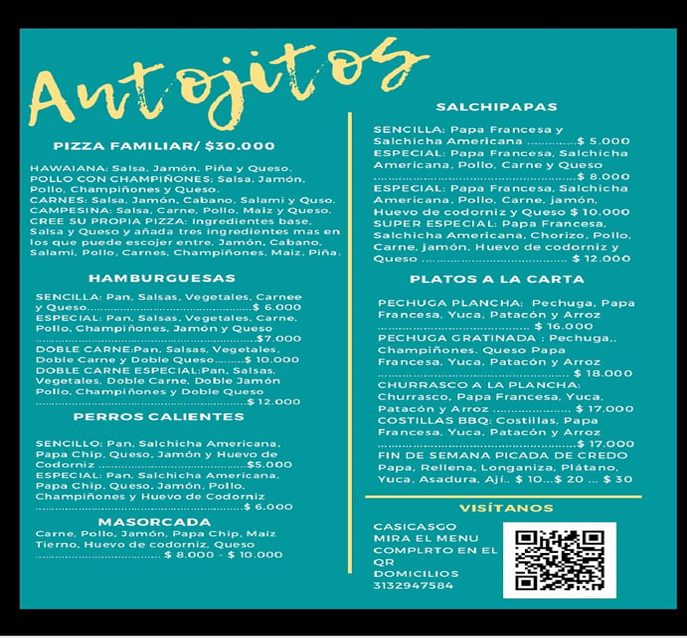 Antojitos
PIZZA FAMILIAR/ $30.000
HAWAIANA: Salsa, Jamón, Piña y Queso.
POLLO CON CHAMPIÑONES: Salsa, Jamón,
Pollo, Champiñones y Queso.
CARNES: Salsa, Jamón, Cabano, Salami y Quso.
CAMPESINA: Salsa, Carne, Pollo, Maiz y Queso.
CREE SU PROPIA PIZZA: Ingredientes base,
Salsa y Queso y añada tres ingredientes mas en
los que puede escojer entre, Jamón, Cabano,
Salami, Pollo, Carnes, Champiñones, Maiz, Piña.
HAMBURGUESAS
SENCILLA: Pan, Salsas, Vegetales, Carnee
y Queso..........................................$ 6.000
ESPECIAL: Pan, Salsas, Vegetales, Carne,
Pollo, Champiñones, Jamón y Queso
........................................................$7.000
DOBLE CARNE:Pan, Salsas, Vegetales,
Doble Carne y Doble Queso........$ 10.000
DOBLE CARNE ESPECIAL:Pan, Salsas,
Vegetales, Doble Carne, Doble Jamón
Pollo, Champiñones y Doble Queso
......................................................$ 12.000
PERROS CALIENTES
SENCILLO: Pan, Salchicha Americana,
Papa Chip, Queso, Jamón y Huevo de
Codorniz ......................................$5.000
ESPECIAL: Pan, Salchicha Americana,
Papa Chip, Queso, Jamón, Pollo,
Champiñones y Huevo de Codorniz
.....................................................$ 6.000
MASORCADA
Carne, Pollo, Jamón, Papa Chip, Maíz
Tierno, Huevo de codorniz, Queso
............................... $ 8.000 - $ 10.000
SALCHIPAPAS
SENCILLA: Papa Francesa y
Salchicha Americana .............$ 5.000
ESPECIAL: Papa Francesa, Salchicha
Americana, Pollo, Carne y Queso
...................................................$ 8.000
ESPECIAL: Papa Francesa, Salchicha
Americana, Pollo, Carne, jamón,
Huevo de codorniz y Queso $ 10.000
SUPER ESPECIAL: Papa Francesa,
Salchicha Americana, Chorizo, Pollo,
Carne, jamón, Huevo de codorniz y
Queso ..................................... $ 12.000
PLATOS A LA CARTA
PECHUGA PLANCHA: Pechuga, Papa
Francesa, Yuca, Patacón y Arroz
...................................... $ 16.000
PECHUGA GRATINADA : Pechuga,,
Champiñones. Queso Papa
Francesa, Yuca, Patacón y Arroz
................................................ $ 18.000
CHURRASCO A LA PLANCHA:
Churrasco, Papa Francesa, Yuca,
Patacón y Arroz .................... $ 17.000
COSTILLAS BBQ: Costillas, Papa
Francesa, Yuca, Patacón y Arroz
.................................................$ 17.000
FIN DE SEMANA PICADA DE CREDO
Papa, Rellena, Longaniza, Plátano,
Yuca, Asadura, Ají.. $ 10...$ 20 ... $ 30
VISÍTANOS
CASICASGO
MIRA EL MENU
COMPLRTO EN EL
QR
DOMICILIOS
3132947584